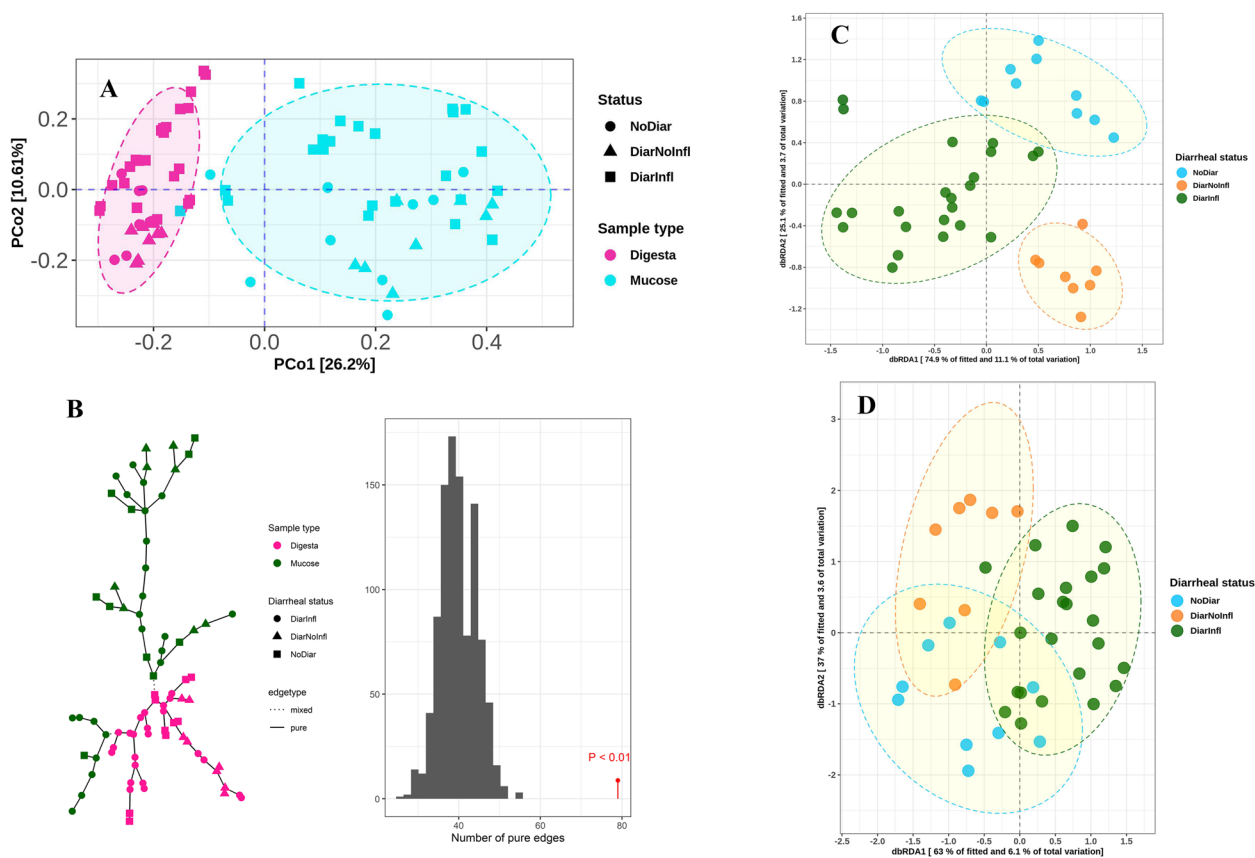 A
0.2
0.0
-0.2
PCo2 [10.61%]
-0.2
0.0
0.2
0.4
PCo1 [26.2%]
Status
NoDiar
DiarNoInfl
DiarInfl
Sample type
Digesta
Mucose
B
Sample type
Digesta
Mucose
Diarrheal status
DiarInfl
DiarNoInfl
NoDiar
edgetype
mixed
pure
150
100
50
0
P < 0.01
40
60
80
Number of pure edges
C
1.6
1.2
0.8
0.4
0.0
-0.4
-0.8
-1.2
dbRDA2 [ 25.1 % of fitted and 3.7 of total variation]
-1.5
-1.0
-0.5
0.0
0.5
1.0
1.5
dbRDA1 [ 74.9 % of fitted and 11.1 % of total variation]
Diarrheal status
NoDiar
DiarNoInfl
DiarInfl
D
3
2
1
0
-1
-2
dbRDA2 [ 37 % of fitted and 3.6 of total variation]
-2.5
-2.0
-1.5
-1.0
-0.5
0.0
0.5
1.0
1.5
dbRDA1 [ 63 % of fitted and 6.1 % of total variation]
Diarrheal status
NoDiar
DiarNoInfl
DiarInfl